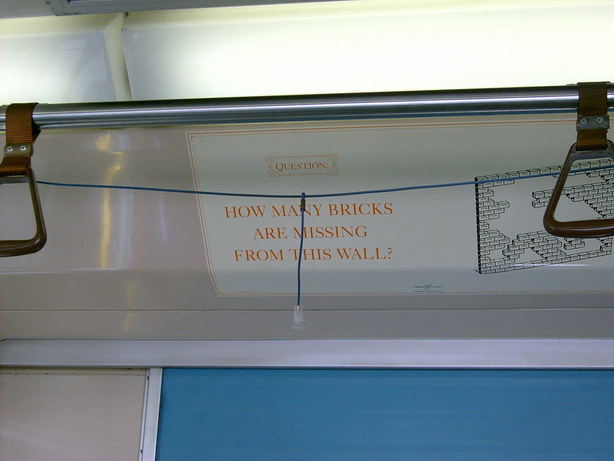 QUESTION:
HOW MANY BRICKS
ARE MISSING
FROM THIS WALL?